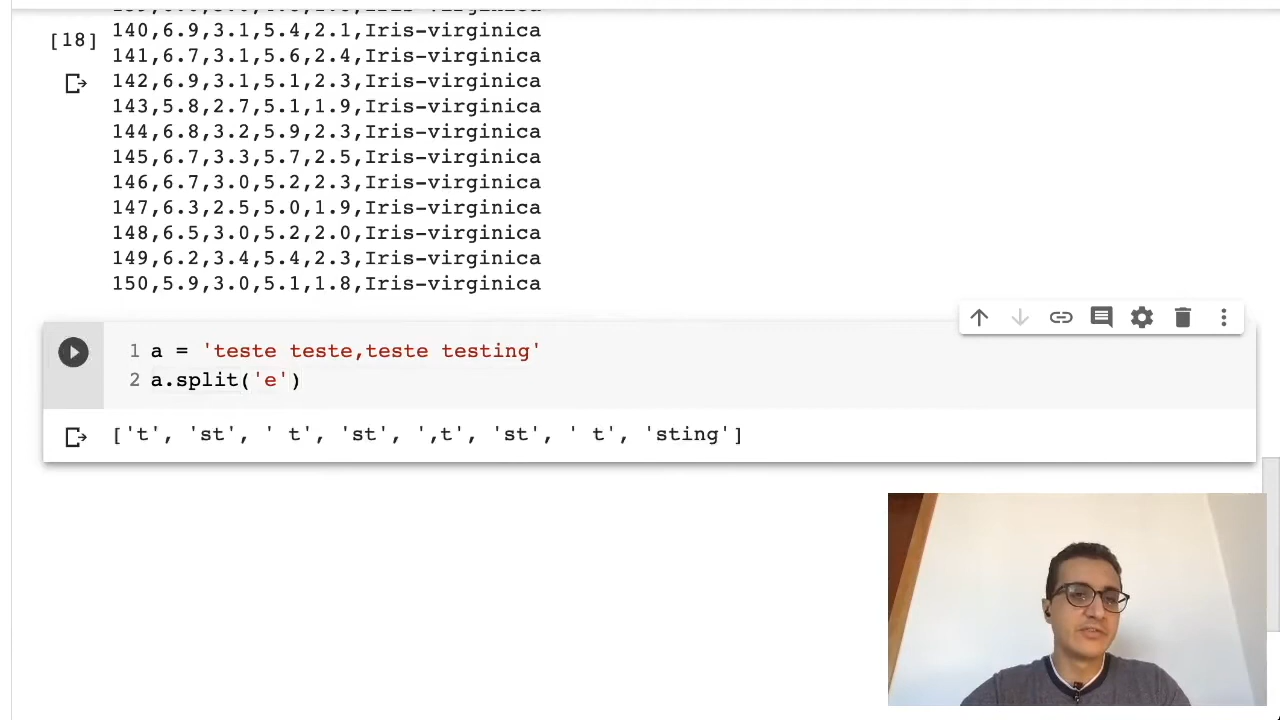 140,6.9,3.1,5.4,2.1,Iris-virginica
[18]
141,6.7,3.1,5.6,2.4,Iris-virginica
142,6.9,3.1,5.1,2.3,Iris-virginica
143,5.8,2.7,5.1,1.9,Iris-virginica
144,6.8,3.2,5.9,2.3,Iris-virginica
145,6.7,3.3,5.7,2.5,Iris-virginica
146,6.7,3.0,5.2,2.3,Iris-virginica
147,6.3,2.5,5.0,1.9,Iris-virginica
148,6.5,3.0,5.2,2.0,Iris-virginica
149,6.2,3.4,5.4,2.3,Iris-virginica
150,5.9,3.0,5.1,1.8,Iris-virginica
1 a = 'teste teste,teste testing'
2 a.split('e')
['t', 'st', ' t', 'st', ',t', 'st', ' t', 'sting']